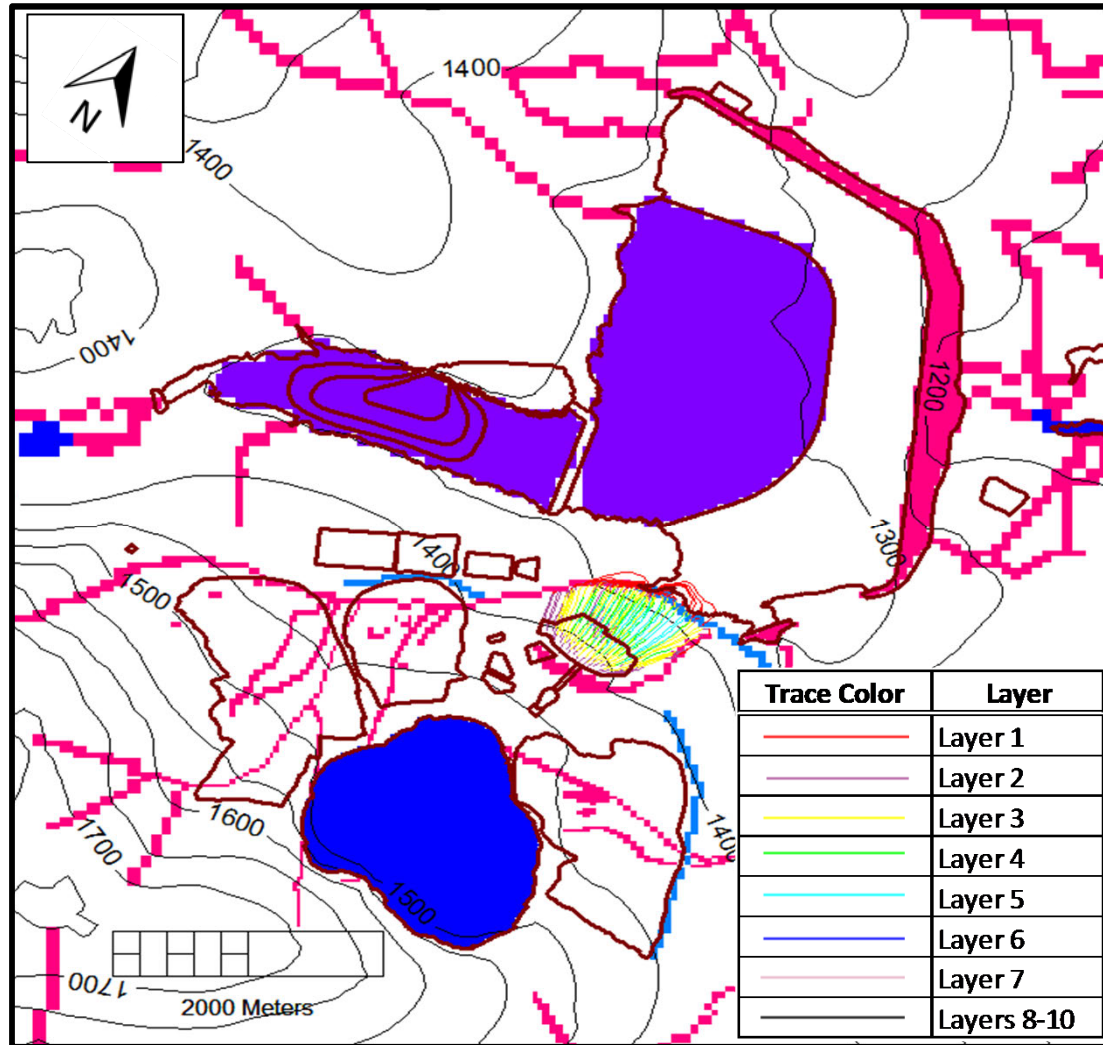 N
1400
1400
1400
1200
1300
1400
1500
1600
1700
1500
1400
1700
2000 Meters
Trace Color Layer
Layer 1
Layer 2
Layer 3
Layer 4
Layer 5
Layer 6
Layer 7
Layers 8-10